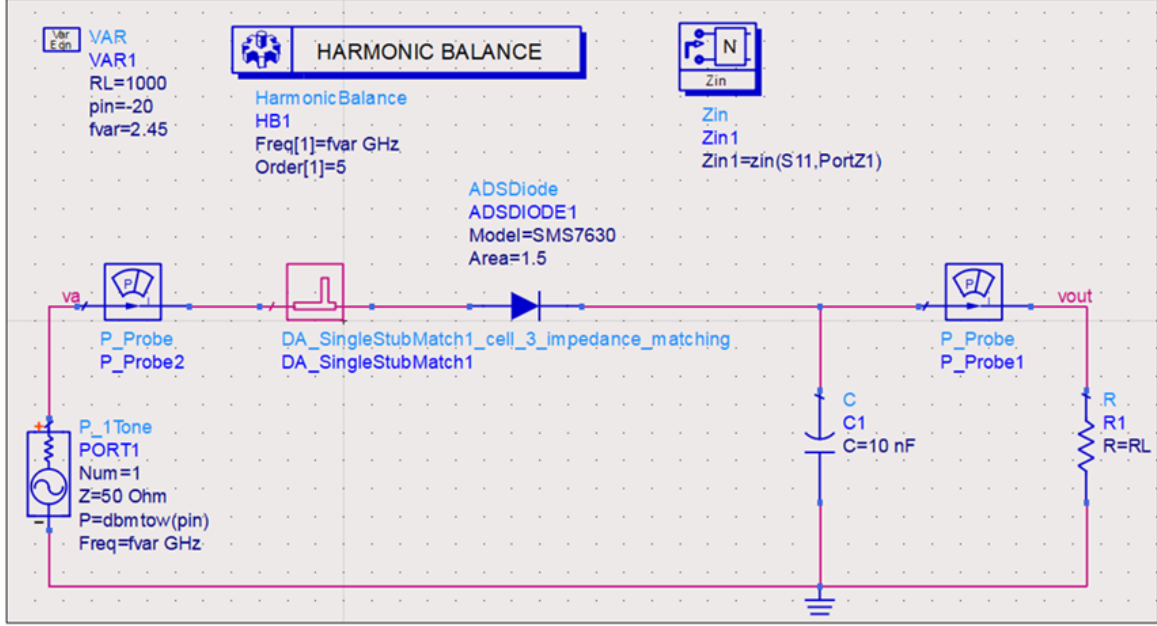 Var
Eqn
VAR
VAR1
RL=1000
pin=-20
fvar=2.45
HARMONIC BALANCE
HarmonicBalance
HB1
Freq[1]=fvar GHz
Order[1]=5
N
Zin
Zin
Zin1
Zin1=zin(S11,PortZ1)
ADSDiode
ADSDIODE1
Model=SMS7630
Area=1.5
va
P
I
P_Probe
P_Probe2
DA_SingleStubMatch1_cell_3_impedance_matching
DA_SingleStubMatch1
P
I
vout
P_Probe
P_Probe1
+
P_1Tone
PORT1
Num=1
Z=50 Ohm
P=dbmtow(pin)
Freq=fvar GHz
-
C
C1
C=10 nF
R
R1
R=RL